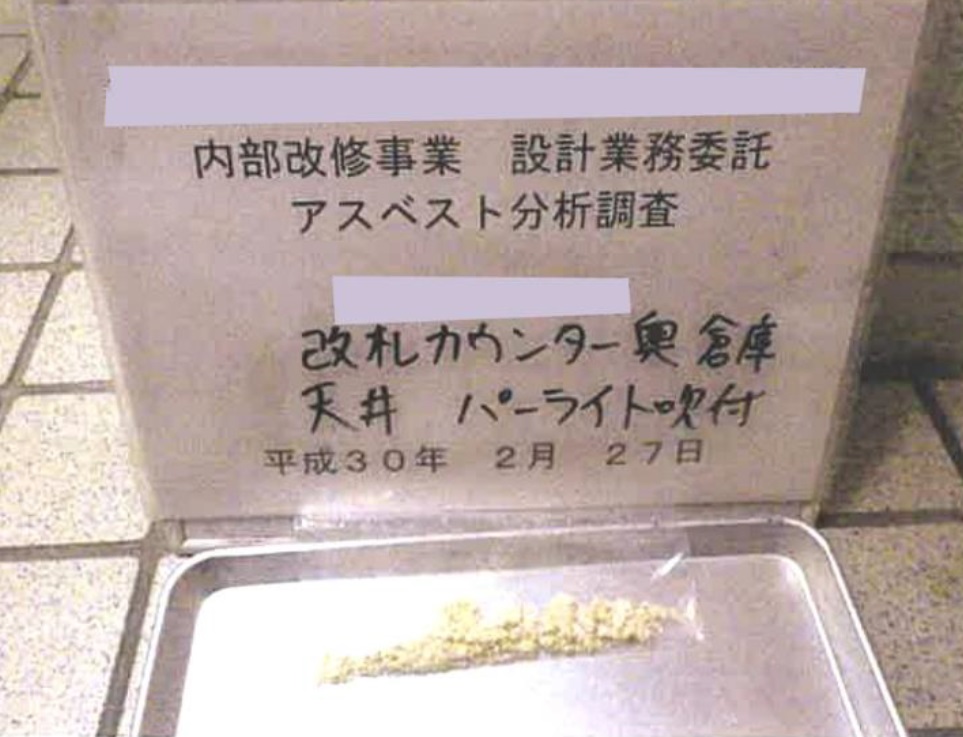 内部改修事業　設計業務委託
アスベスト分析調査
改札カウンター奥 倉庫
天井　パーライト吹付
平成３０年　２月　２７日